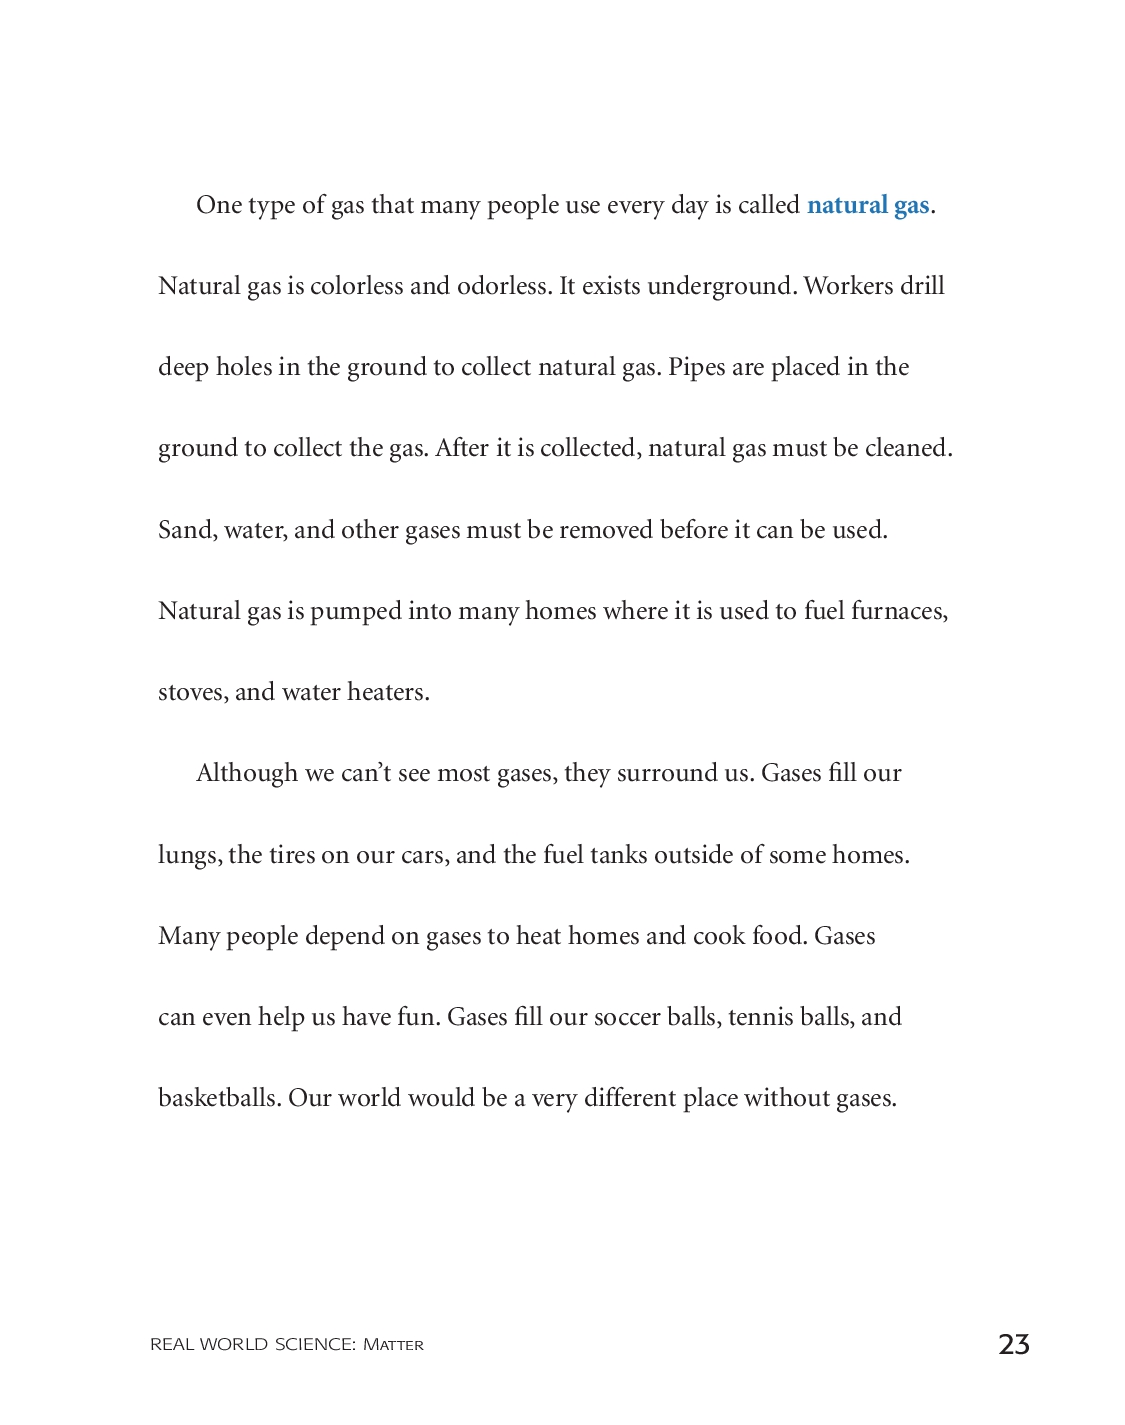 One type of gas that many people use every day is called natural gas.
Natural gas is colorless and odorless. It exists underground. Workers drill
deep holes in the ground to collect natural gas. Pipes are placed in the
ground to collect the gas. After it is collected, natural gas must be cleaned.
Sand, water, and other gases must be removed before it can be used.
Natural gas is pumped into many homes where it is used to fuel furnaces,
stoves, and water heaters.
Although we can’t see most gases, they surround us. Gases fill our
lungs, the tires on our cars, and the fuel tanks outside of some homes.
Many people depend on gases to heat homes and cook food. Gases
can even help us have fun. Gases fill our soccer balls, tennis balls, and
basketballs. Our world would be a very different place without gases.
REAL WORLD SCIENCE: MATTER
23